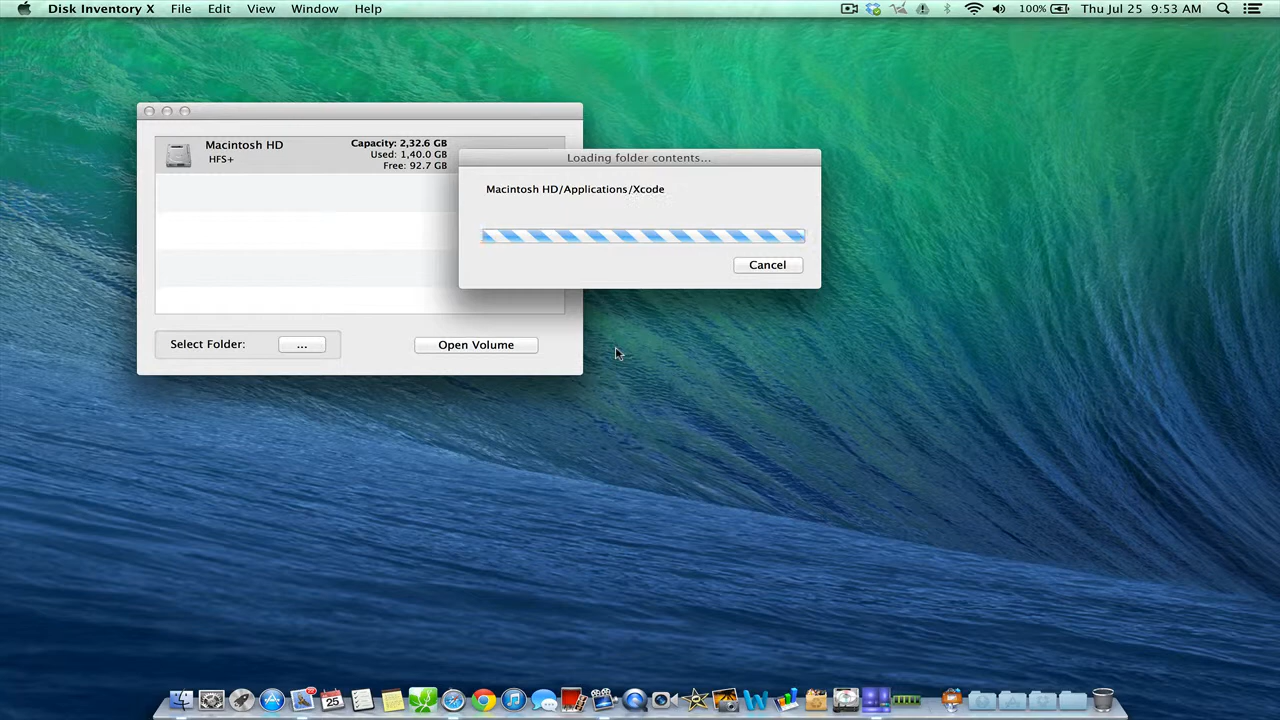 Disk Inventory X File Edit View Window Help 100% Thu Jul 25 9:53 AM
Macintosh HD
HFS+
Capacity: 2,32.6 GB
Used: 1,40.0 GB
Free: 92.7 GB
Loading folder contents...
Macintosh HD/Applications/Xcode
Cancel
Select Folder: ... Open Volume
25